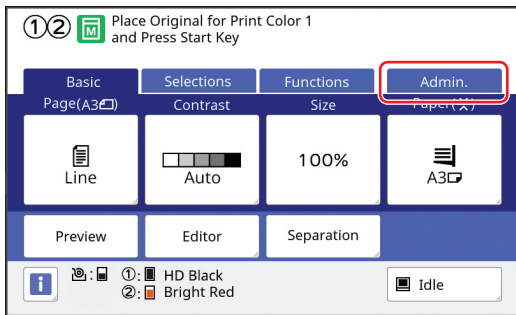 ①② M Place Original for Print Color 1
and Press Start Key
Basic Selections Functions Admin.
Page(A3) Contrast Size Paper( )
Line Auto 100% A3
Preview Editor Separation
i : ①: HD Black
②: Bright Red
Idle